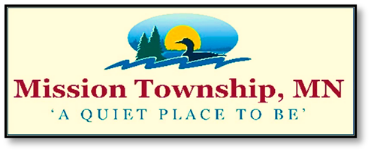 Mission Township, MN
‘A QUIET PLACE TO BE’